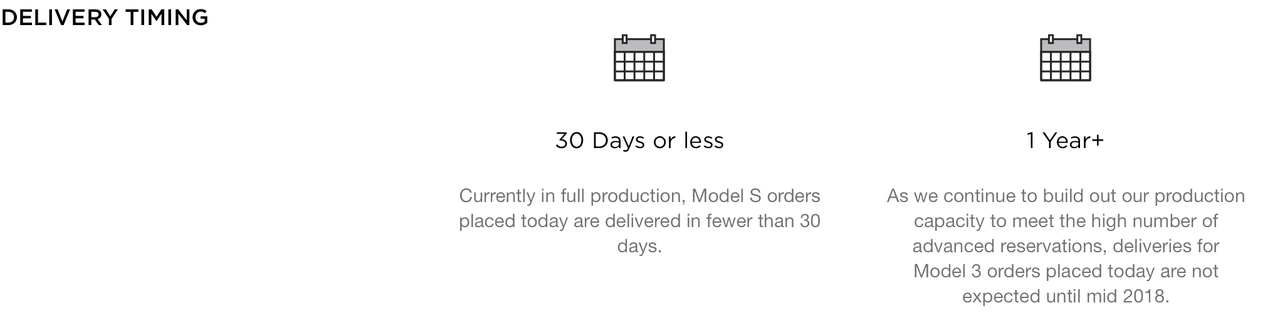 DELIVERY TIMING
30 Days or less
Currently in full production, Model S orders
placed today are delivered in fewer than 30
days.
1 Year+
As we continue to build out our production
capacity to meet the high number of
advanced reservations, deliveries for
Model 3 orders placed today are not
expected until mid 2018.